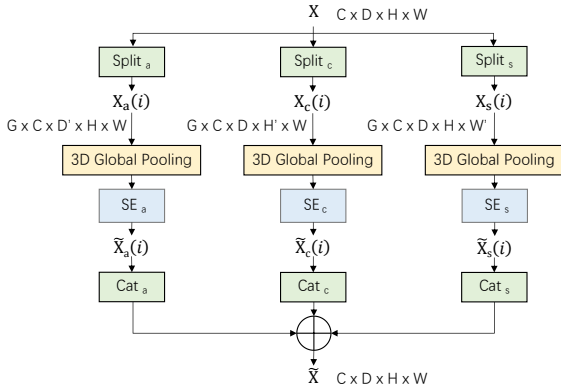 X C x D x H x W
Split a Split c Split s
Xa(i) Xc(i) Xs(i)
G x C x D' x H x W G x C x D x H' x W G x C x D x H x W'
3D Global Pooling 3D Global Pooling 3D Global Pooling
SE a SE c SE s
X̃a(i) X̃c(i) X̃s(i)
Cat a Cat c Cat s
X̃ C x D x H x W